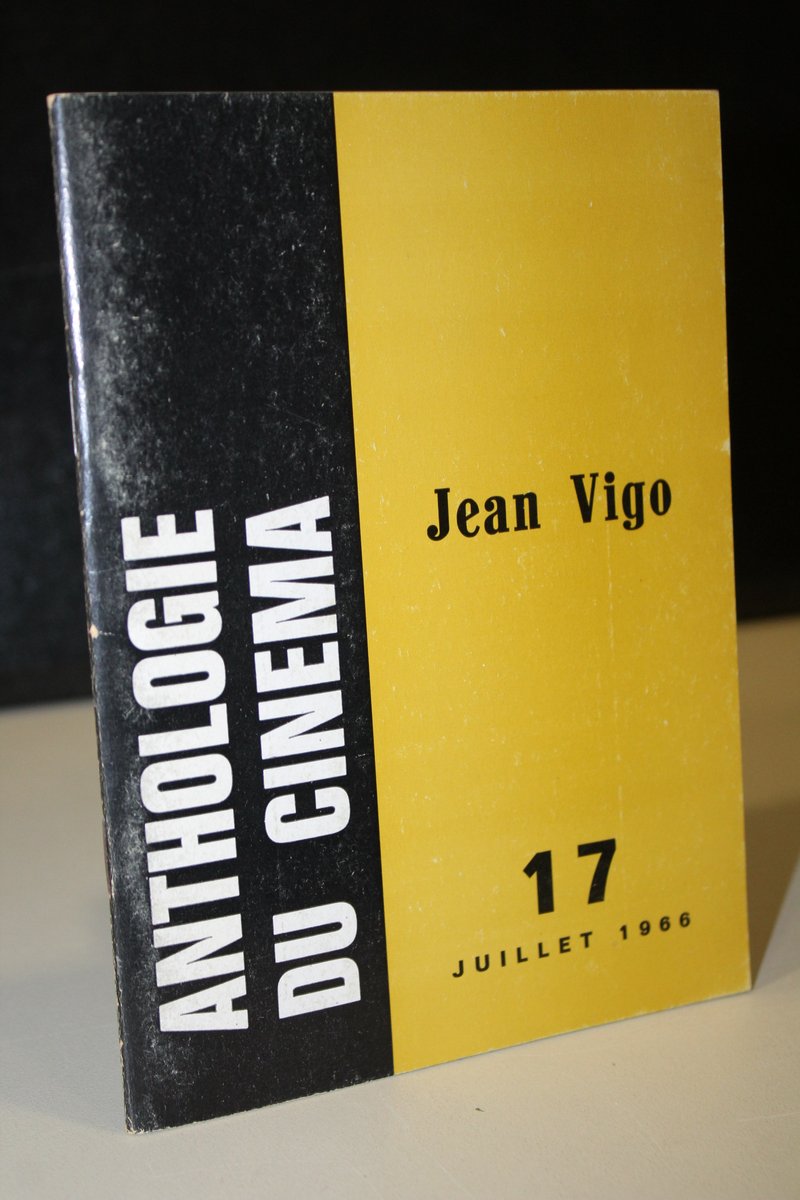 ANTHOLOGIE
DU CINEMA
Jean Vigo
17
JUILLET 1966